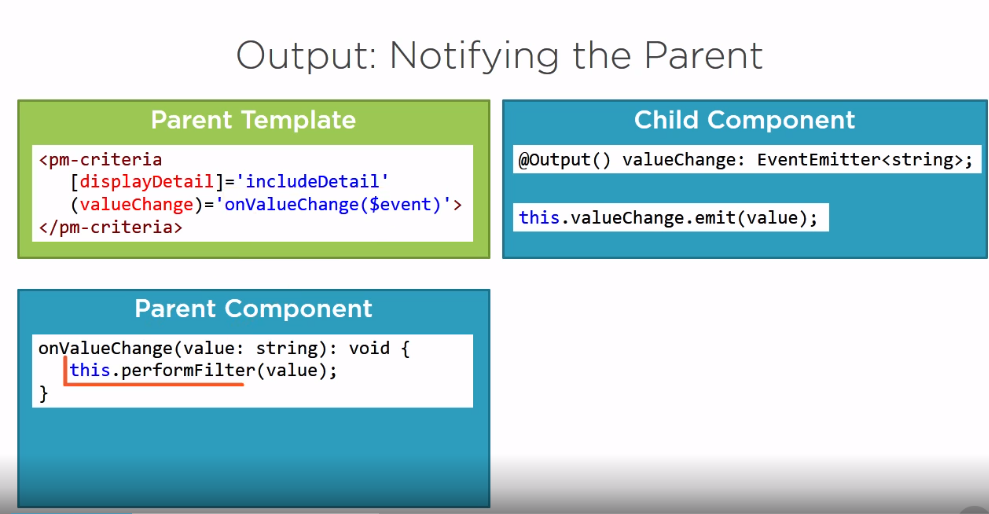 Output: Notifying the Parent
Parent Template
<pm-criteria
[displayDetail]='includeDetail'
(valueChange)='onValueChange($event)'>
</pm-criteria>
Child Component
@Output() valueChange: EventEmitter<string>;
this.valueChange.emit(value);
Parent Component
onValueChange(value: string): void {
this.performFilter(value);
}